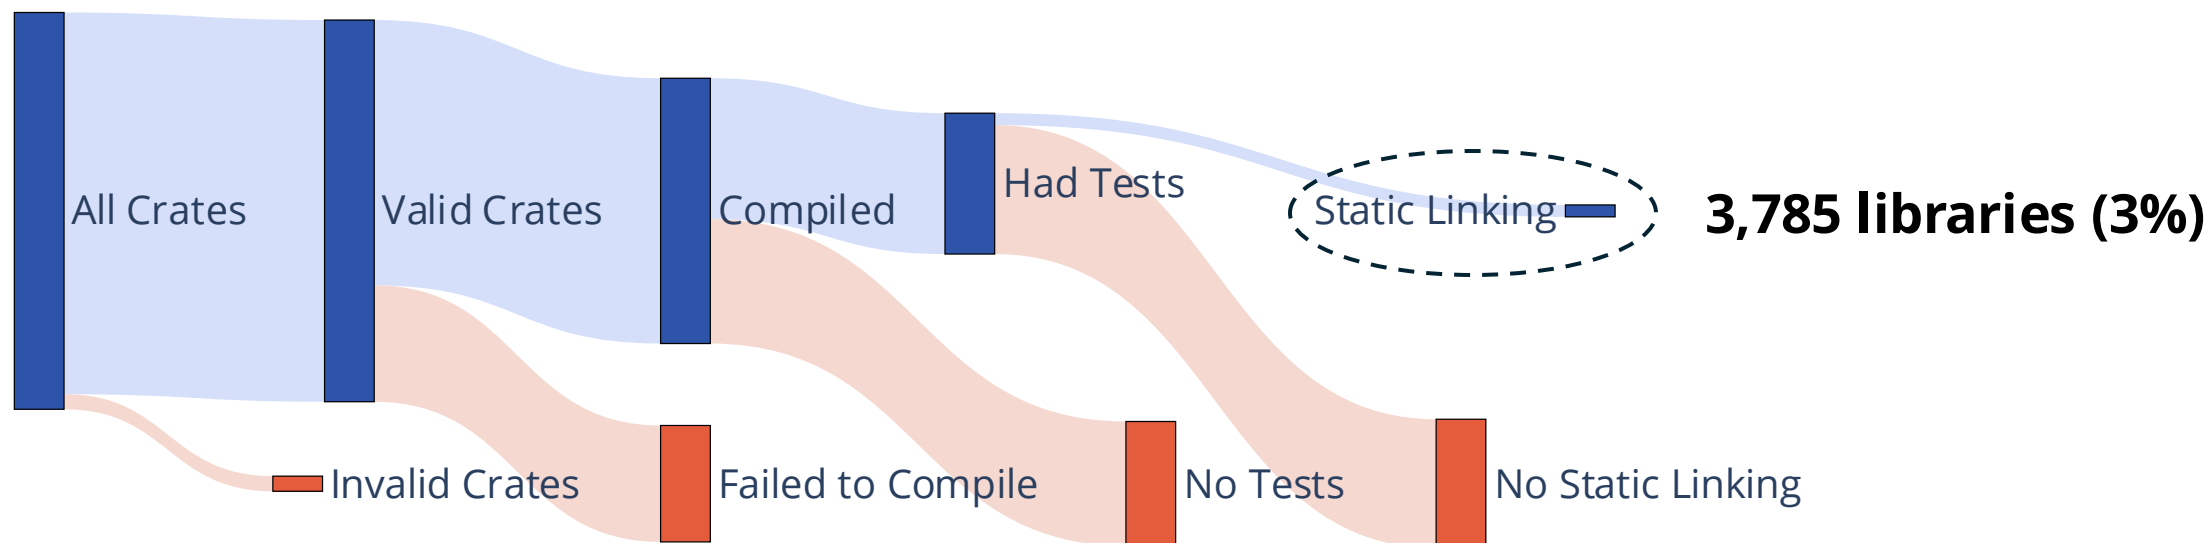 All Crates
Valid Crates
Compiled
Had Tests
Static Linking
3,785 libraries (3%)
Invalid Crates
Failed to Compile
No Tests
No Static Linking